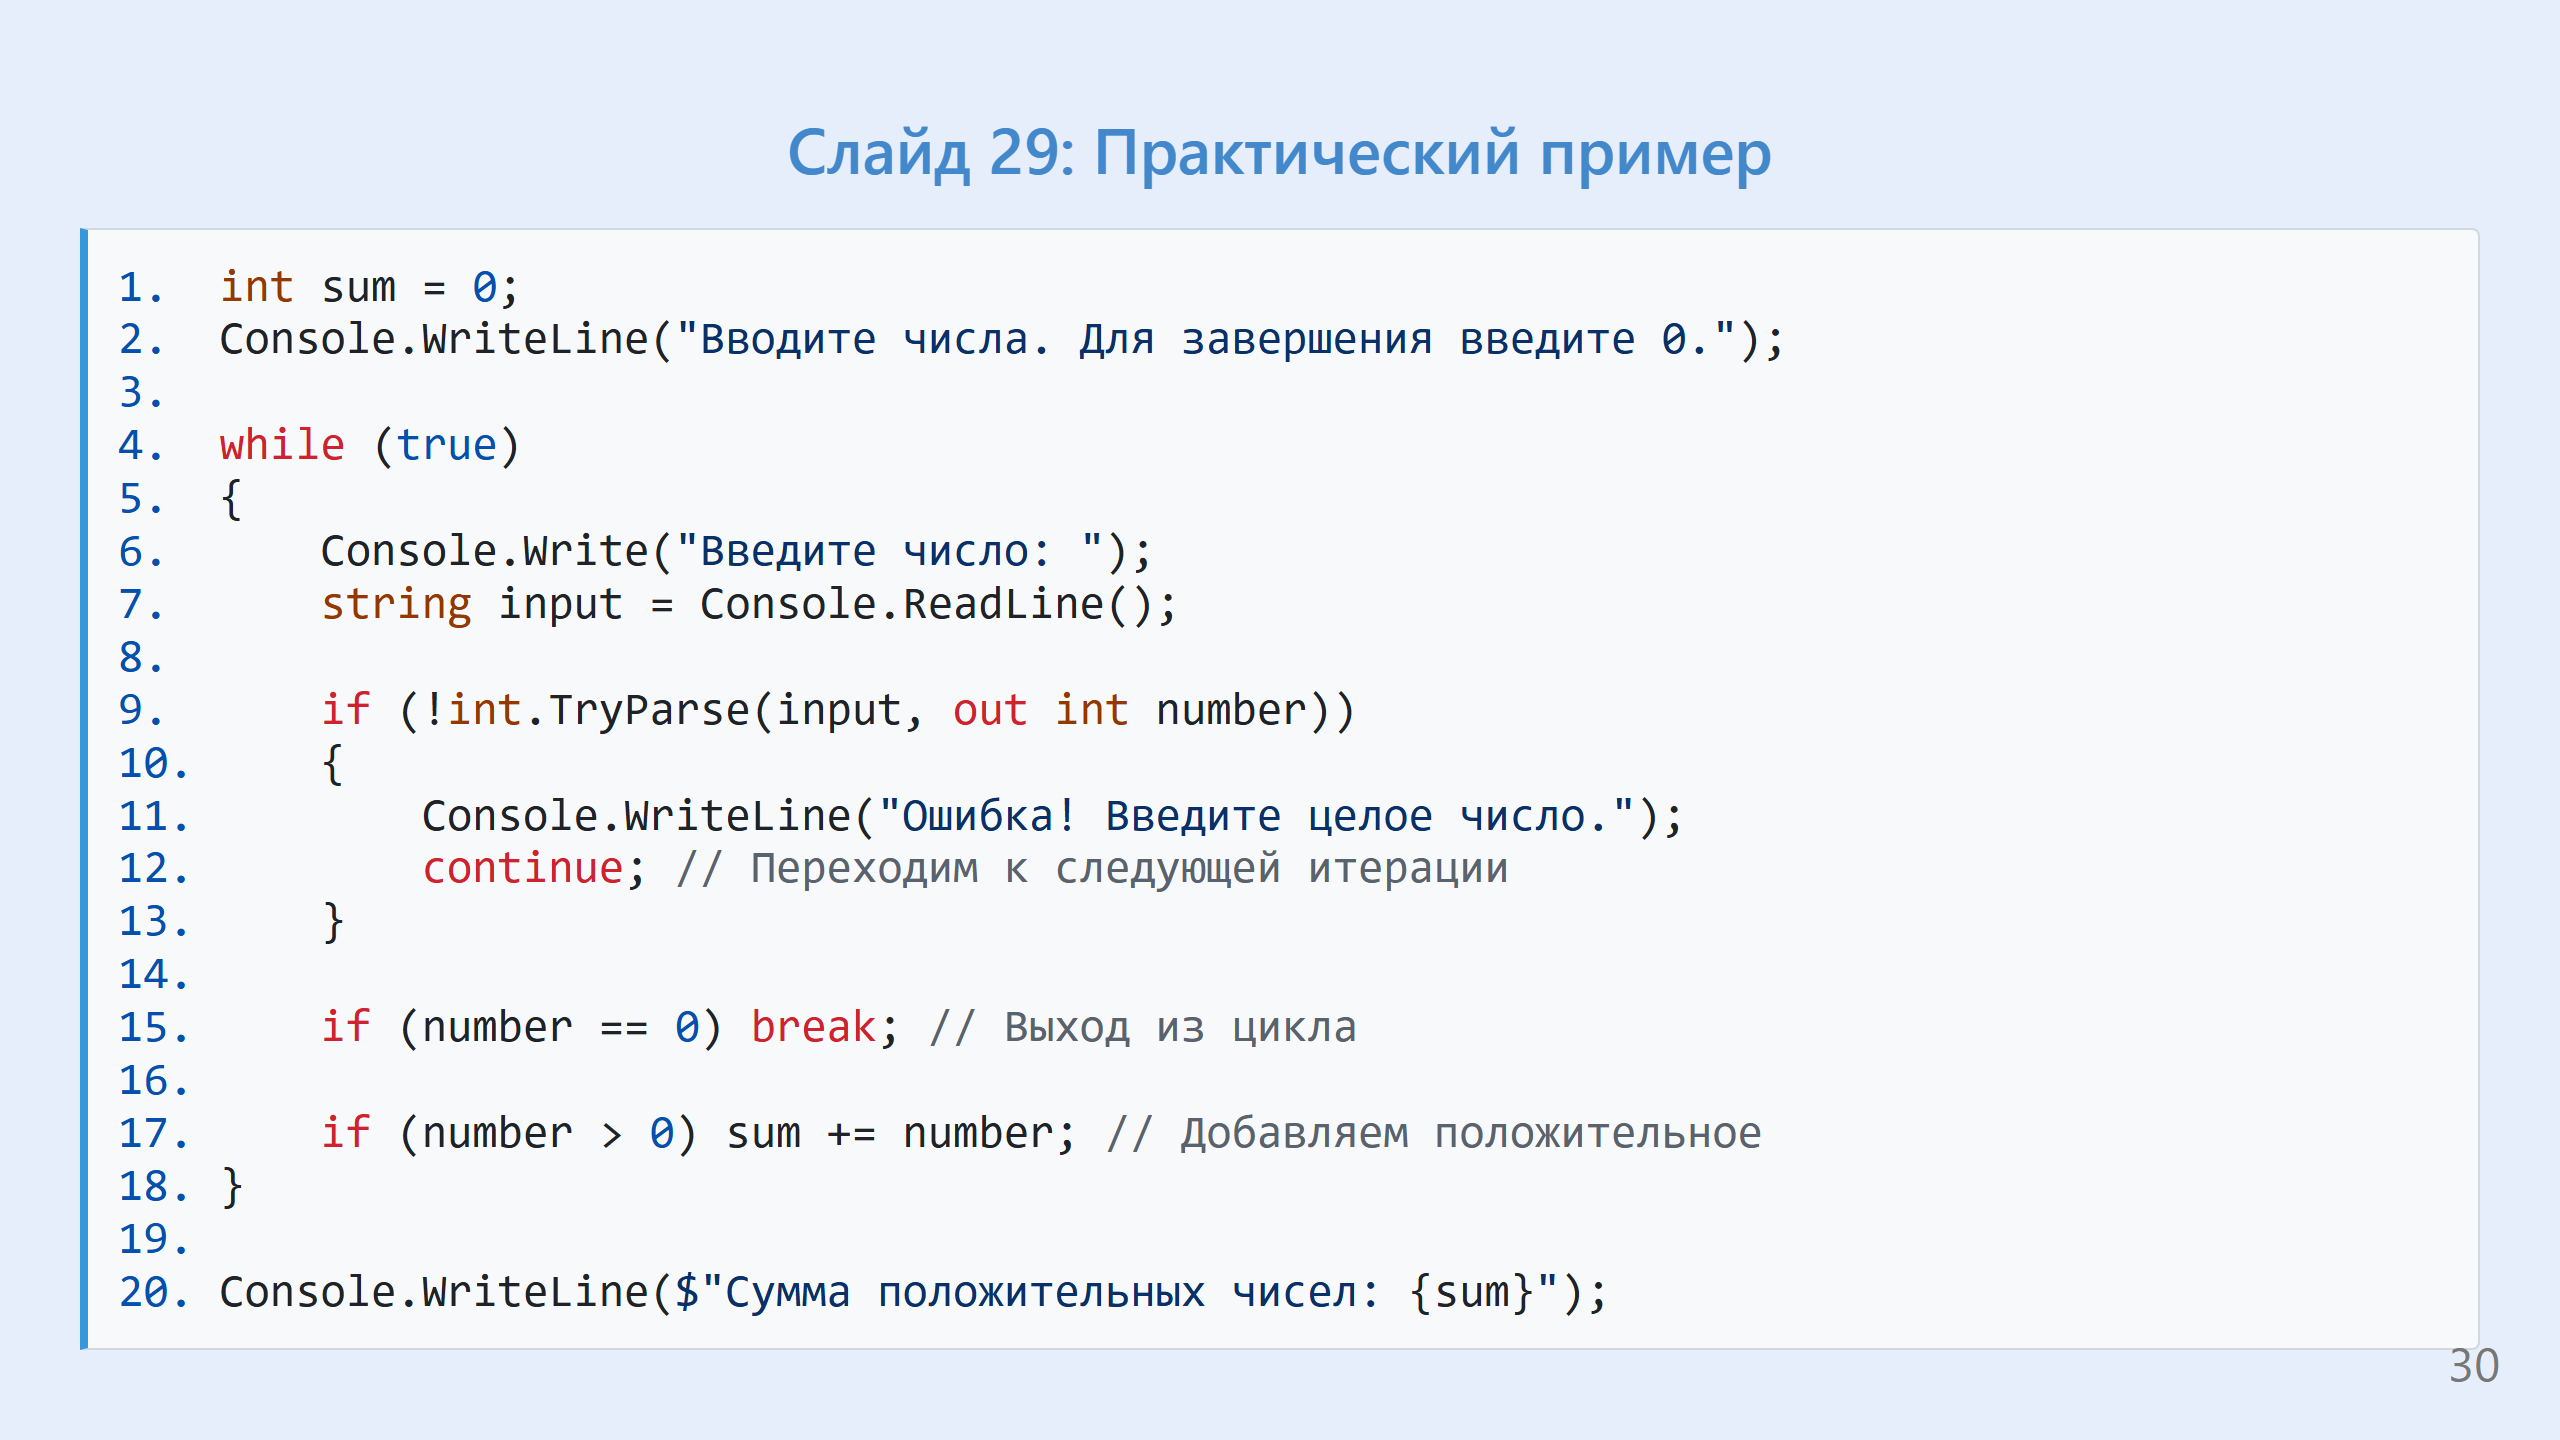 Слайд 29: Практический пример
1.  int sum = 0;
2.  Console.WriteLine("Вводите числа. Для завершения введите 0.");
3.
4.  while (true)
5.  {
6.      Console.Write("Введите число: ");
7.      string input = Console.ReadLine();
8.
9.      if (!int.TryParse(input, out int number))
10.     {
11.         Console.WriteLine("Ошибка! Введите целое число.");
12.         continue; // Переходим к следующей итерации
13.     }
14.
15.     if (number == 0) break; // Выход из цикла
16.
17.     if (number > 0) sum += number; // Добавляем положительное
18. }
19.
20. Console.WriteLine($"Сумма положительных чисел: {sum}");
30